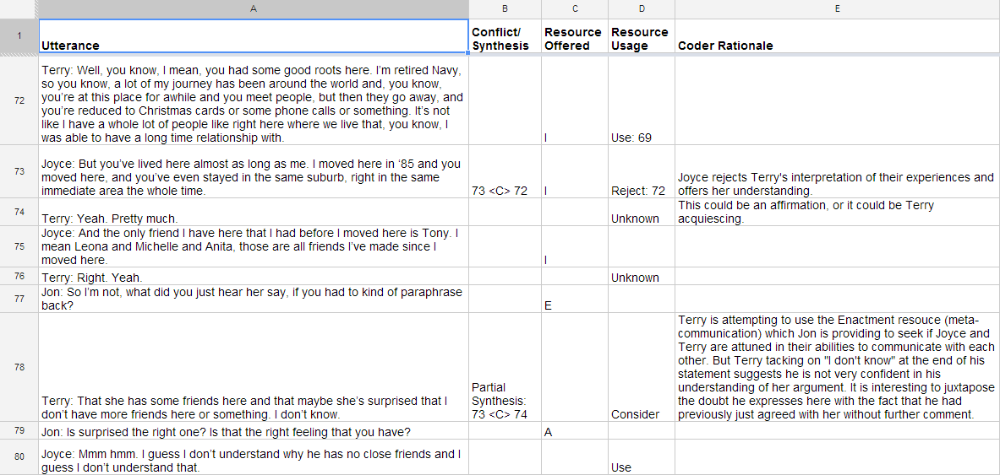 A B C D E
1 Utterance Conflict/ Resource Resource Coder Rationale
Synthesis Offered Usage
72 Terry: Well, you know, I mean, you had some good roots here. I'm retired Navy,
so you know, a lot of my journey has been around the world and, you know,
you're at this place for awhile and you meet people, but then they go away, and
you're reduced to Christmas cards or some phone calls or something. It's not
like I have a whole lot of people like right here where we live that, you know, I
was able to have a long time relationship with. I Use: 69
73 Joyce: But you've lived here almost as long as me. I moved here in '85 and you
moved here, and you've even stayed in the same suburb, right in the same
immediate area the whole time. 73 <C> 72 I Reject: 72
Joyce rejects Terry's interpretation of their experiences and
offers her understanding.
74 Terry: Yeah. Pretty much. Unknown
This could be an affirmation, or it could be Terry
acquiescing.
75 Joyce: And the only friend I have here that I had before I moved here is Tony. I
mean Leona and Michelle and Anita, those are all friends I've made since I
moved here. I
76 Terry: Right. Yeah. Unknown
77 Jon: So I'm not, what did you just hear her say, if you had to kind of paraphrase
back? E
78 Terry: That she has some friends here and that maybe she's surprised that I
don't have more friends here or something. I don't know.
Partial
Synthesis:
73 <C> 74
Consider
Terry is attempting to use the Enactment resouce (meta-
communication) which Jon is providing to seek if Joyce and
Terry are attuned in their abilities to communicate with each
other. But Terry tacking on "I don't know" at the end of his
statement suggests he is not very confident in his
understanding of her argument. It is interesting to juxtapose
the doubt he expresses here with the fact that he had
previously just agreed with her without further comment.
79 Jon: Is surprised the right one? Is that the right feeling that you have? A
80 Joyce: Mmm hmm. I guess I don't understand why he has no close friends and I
guess I don't understand that. Use